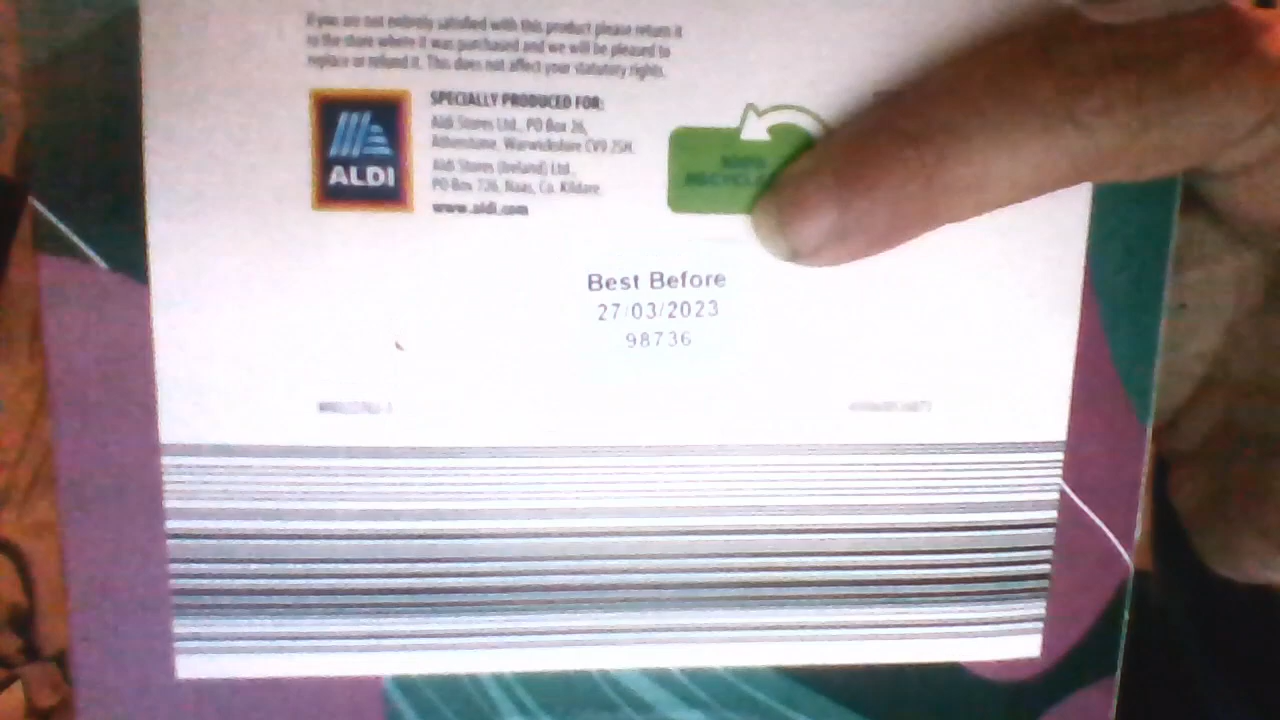 If you are not entirely satisfied with this product please return it
to the store where it was purchased and we will be pleased to
replace or refund it. This does not affect your statutory rights.
ALDI
SPECIALLY PRODUCED FOR:
Aldi Stores Ltd., PO Box 26,
Atherstone, Warwickshire CV9 2SH.
Aldi Stores (Ireland) Ltd.,
PO Box 726, Naas, Co. Kildare.
www.aldi.com
Best Before
27/03/2023
98736